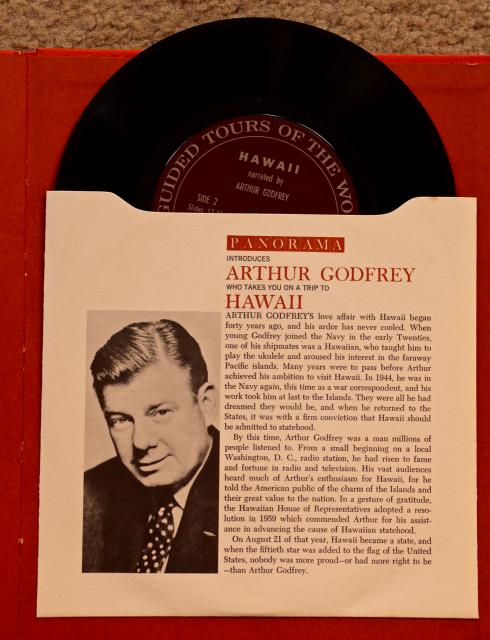 GUIDED TOURS OF THE WO
HAWAII
narrated by
ARTHUR GODFREY
SIDE 2
Slides
PANORAMA
INTRODUCES
ARTHUR GODFREY
WHO TAKES YOU ON A TRIP TO
HAWAII
ARTHUR GODFREY'S love affair with Hawaii began
forty years ago, and his ardor has never cooled. When
young Godfrey joined the Navy in the early Twenties,
one of his shipmates was a Hawaiian, who taught him to
play the ukulele and aroused his interest in the faraway
Pacific islands. Many years were to pass before Arthur
achieved his ambition to visit Hawaii. In 1944, he was in
the Navy again, this time as a war correspondent, and his
work took him at last to the Islands. They were all he had
dreamed they would be, and when he returned to the
States, it was with a firm conviction that Hawaii should
be admitted to statehood.
By this time, Arthur Godfrey was a man millions of
people listened to. From a small beginning on a local
Washington, D. C., radio station, he had risen to fame
and fortune in radio and television. His vast audiences
heard much of Arthur's enthusiasm for Hawaii, for he
told the American public of the charm of the Islands and
their great value to the nation. In a gesture of gratitude,
the Hawaiian House of Representatives adopted a reso-
lution in 1959 which commended Arthur for his assist-
ance in advancing the cause of Hawaiian statehood.
On August 21 of that year, Hawaii became a state, and
when the fiftieth star was added to the flag of the United
States, nobody was more proud—or had more right to be
—than Arthur Godfrey.